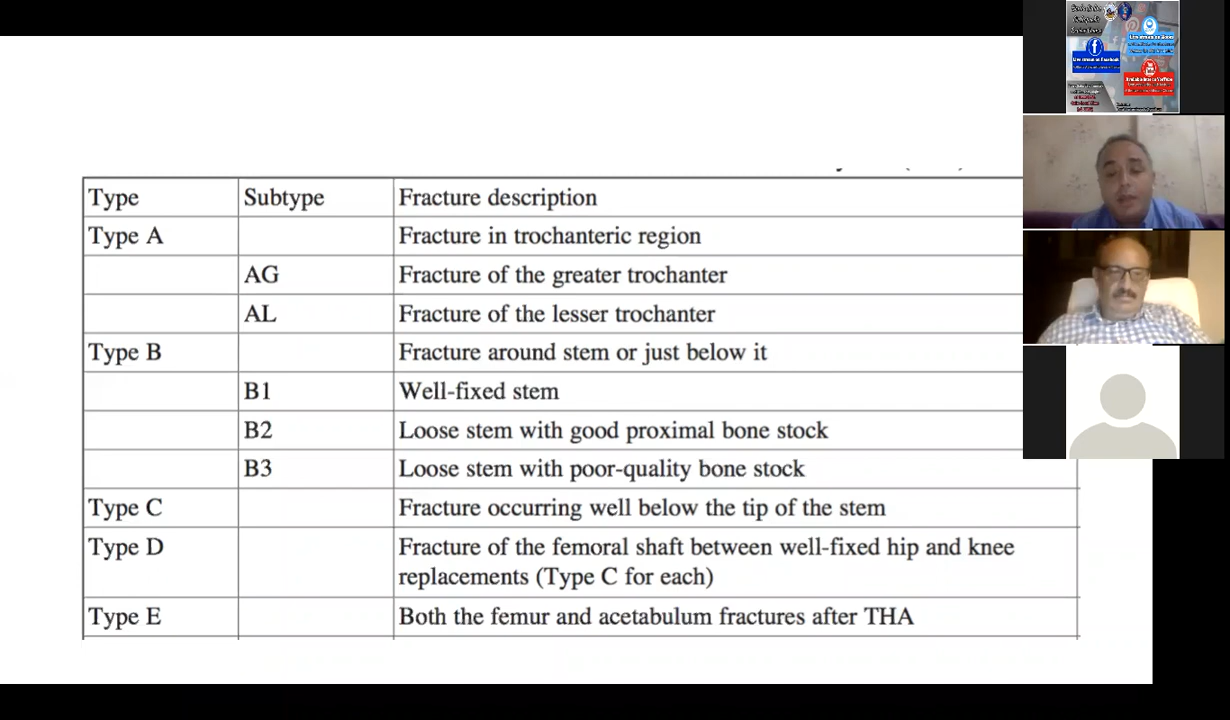 Type Subtype Fracture description
Type A Fracture in trochanteric region
AG Fracture of the greater trochanter
AL Fracture of the lesser trochanter
Type B Fracture around stem or just below it
B1 Well-fixed stem
B2 Loose stem with good proximal bone stock
B3 Loose stem with poor-quality bone stock
Type C Fracture occurring well below the tip of the stem
Type D Fracture of the femoral shaft between well-fixed hip and knee
replacements (Type C for each)
Type E Both the femur and acetabulum fractures after THA